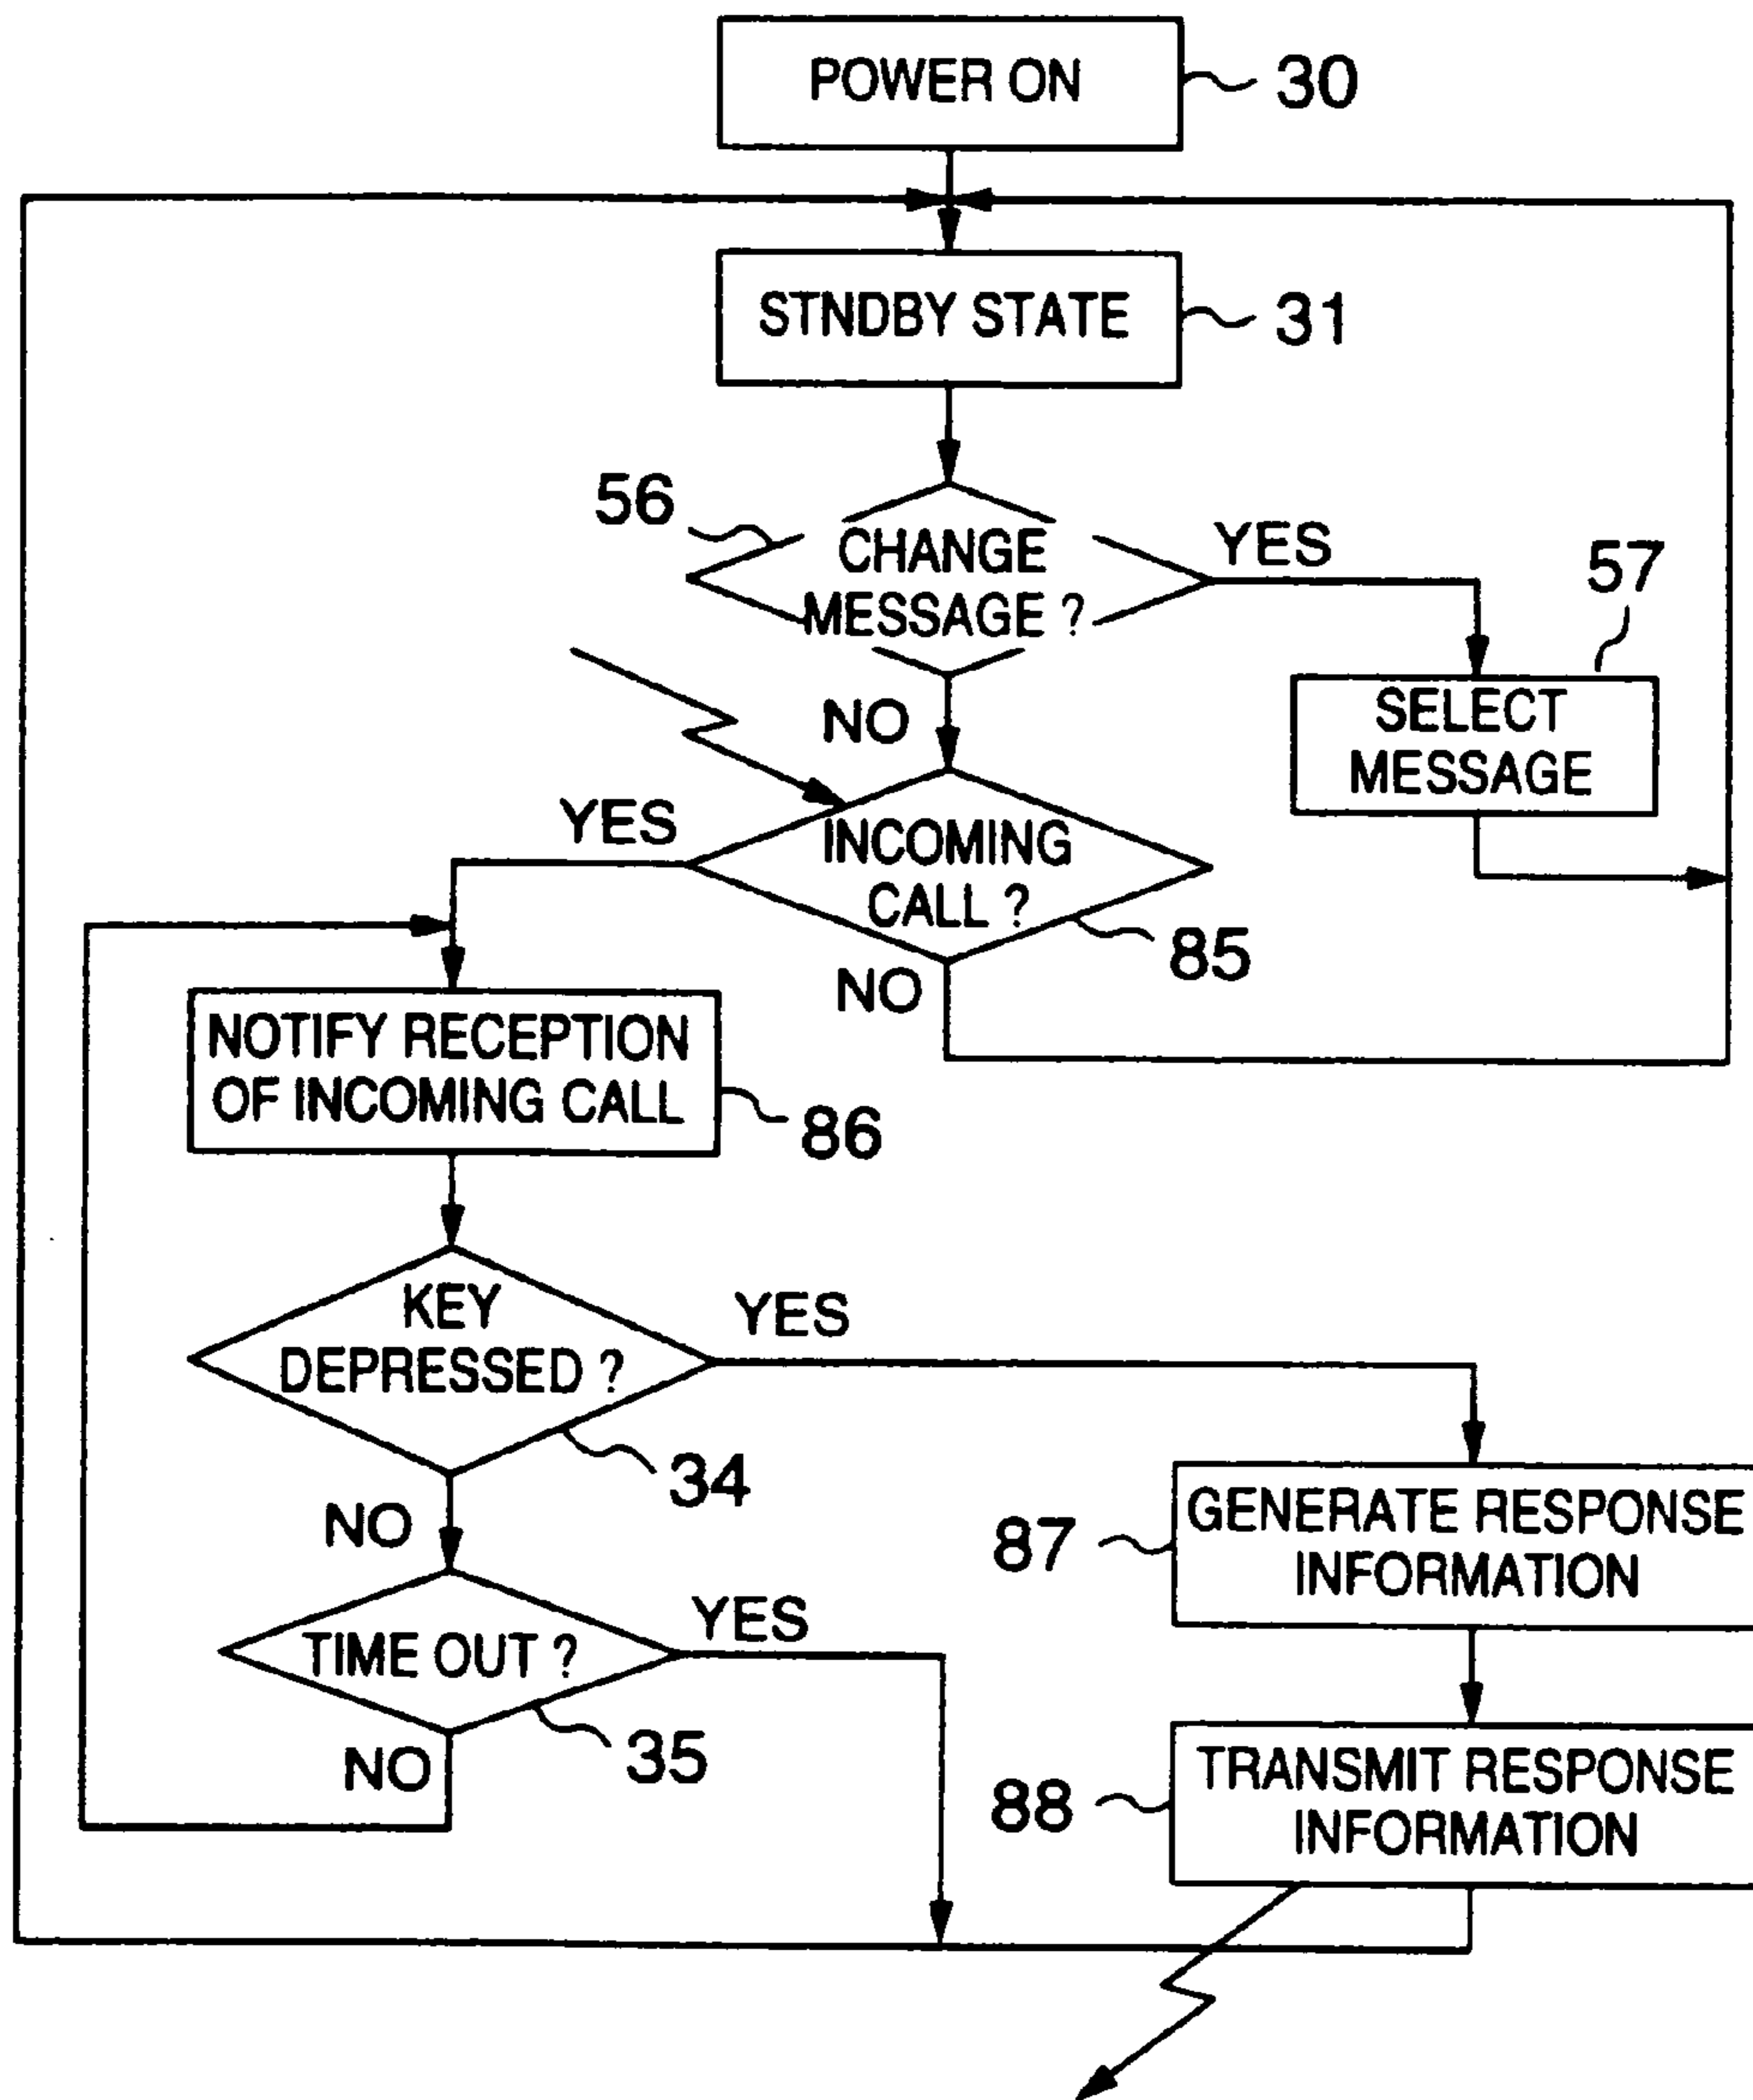 POWER ON
30
STNDBY STATE
31
56
CHANGE
MESSAGE ?
YES
57
SELECT
MESSAGE
NO
YES
INCOMING
CALL ?
85
NO
NOTIFY RECEPTION
OF INCOMING CALL
86
KEY
DEPRESSED ?
YES
34
NO
87
GENERATE RESPONSE
INFORMATION
TIME OUT ?
YES
35
NO
88
TRANSMIT RESPONSE
INFORMATION